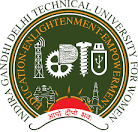 INDIRA GANDHI DELHI TECHNICAL UNIVERSITY FOR WOMEN
EDUCATION-ENLIGHTENMENT-EMPOWERMENT